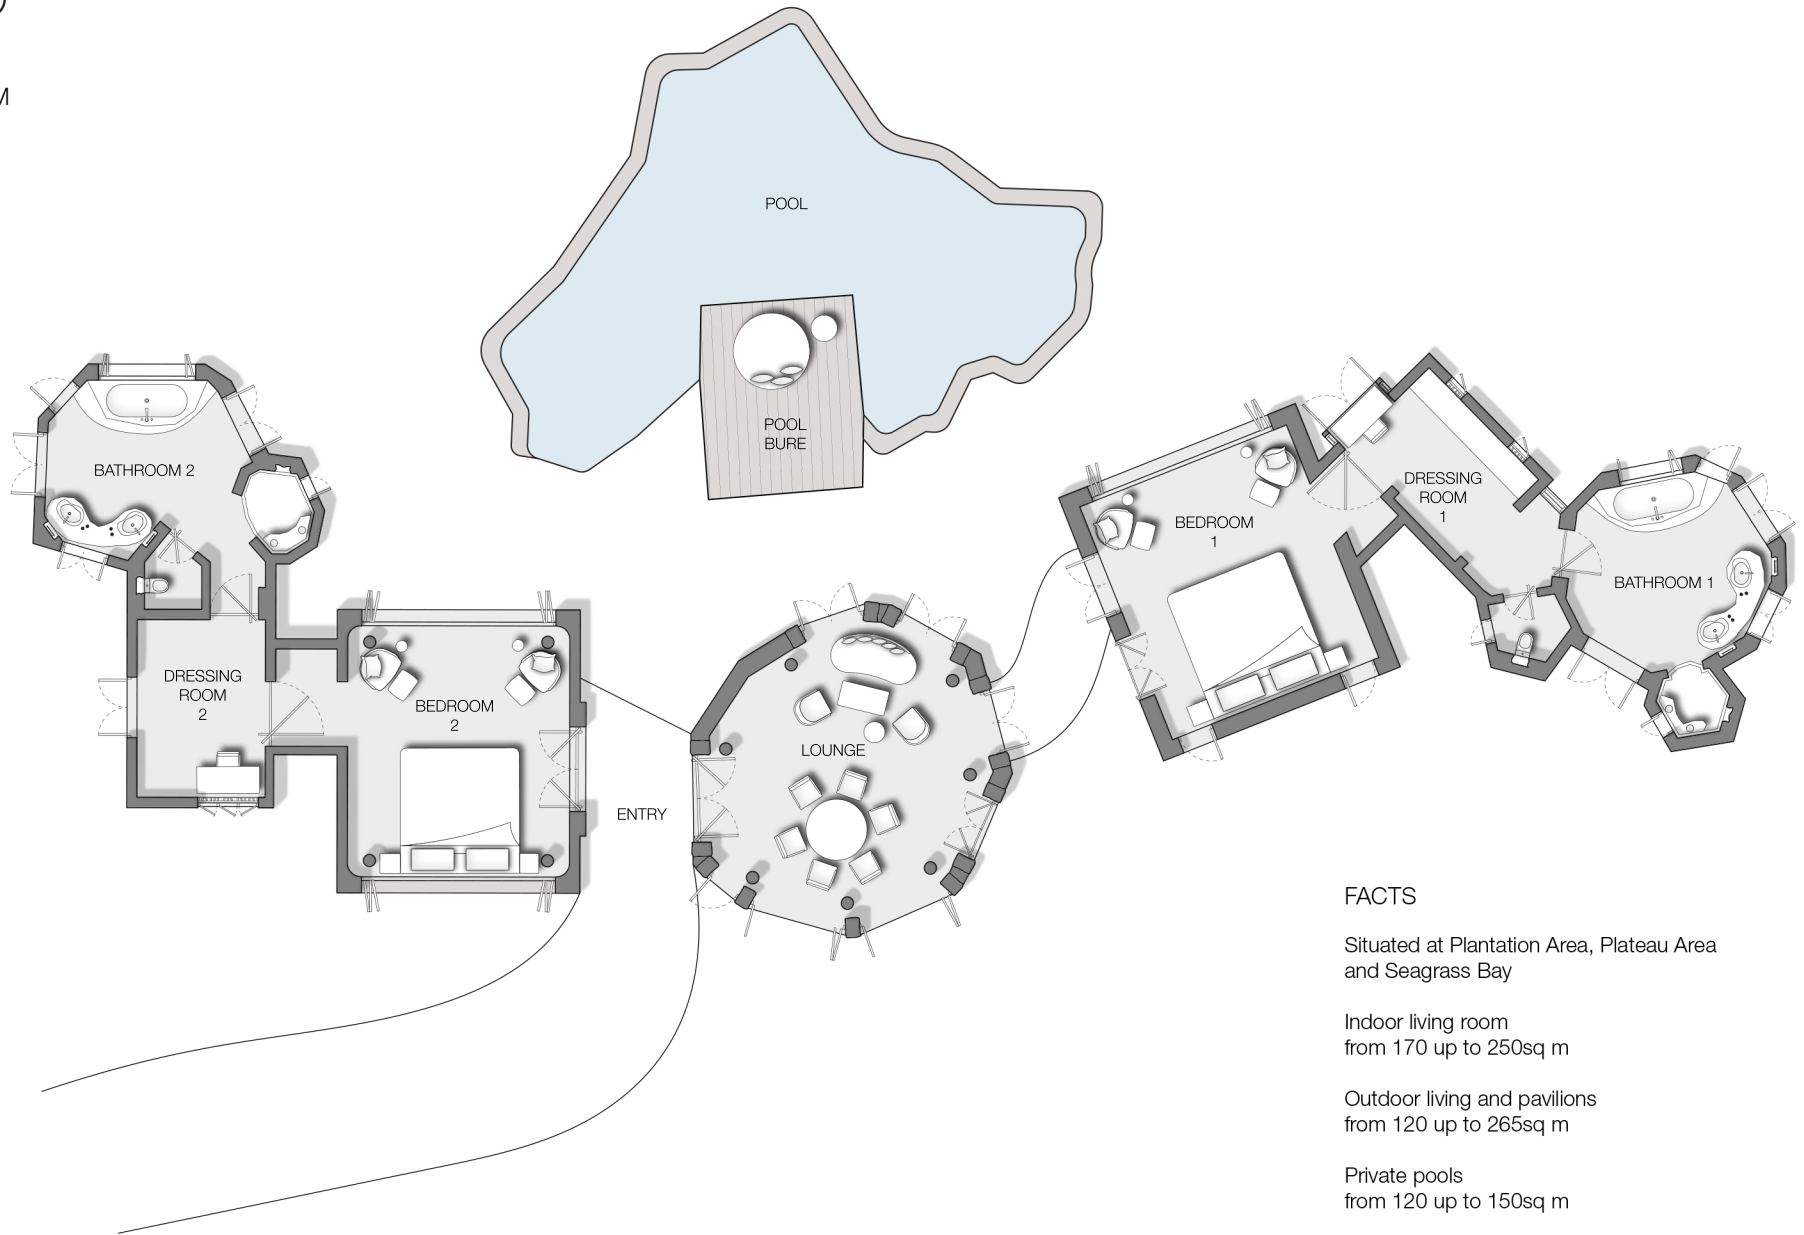 M
POOL
POOL
BURE
BATHROOM 2
DRESSING
ROOM
2
BEDROOM
2
ENTRY
LOUNGE
BEDROOM
1
DRESSING
ROOM
1
BATHROOM 1
FACTS
Situated at Plantation Area, Plateau Area
and Seagrass Bay
Indoor living room
from 170 up to 250sq m
Outdoor living and pavilions
from 120 up to 265sq m
Private pools
from 120 up to 150sq m